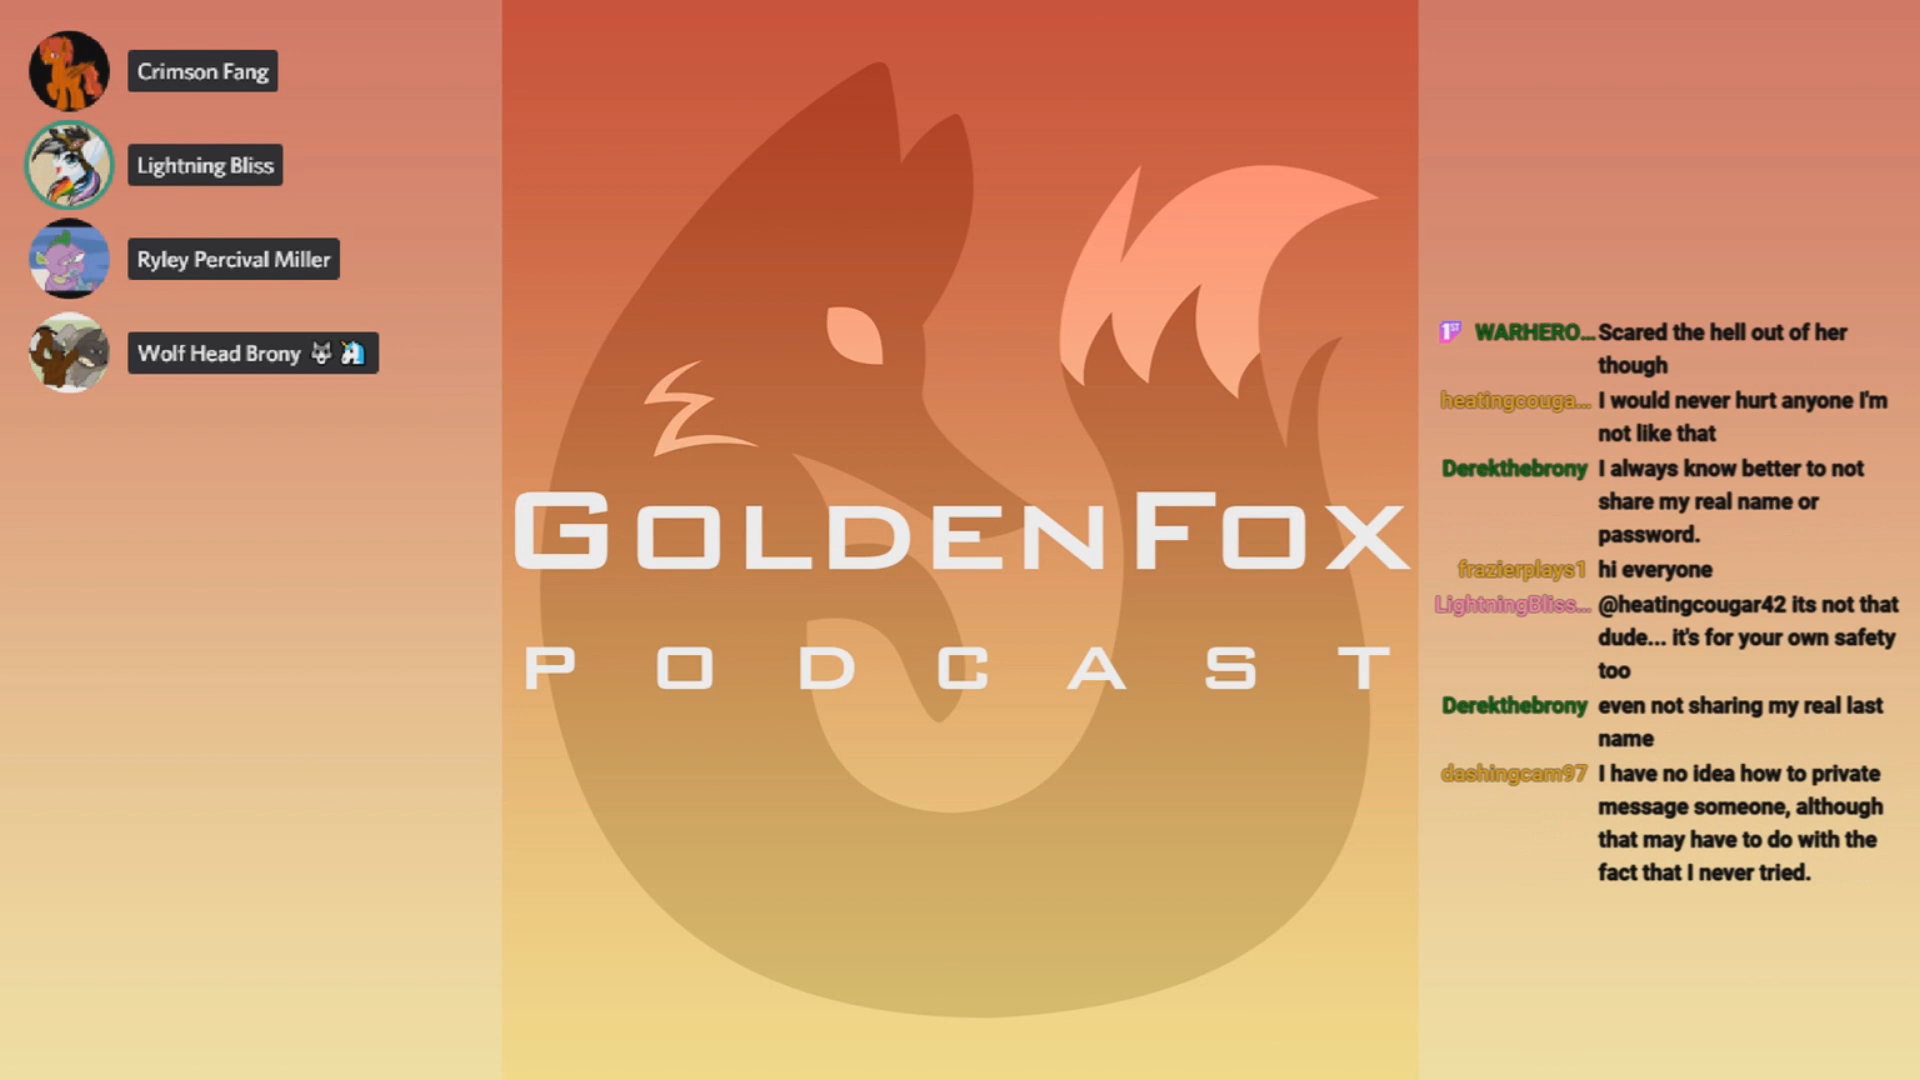 Crimson Fang
Lightning Bliss
Ryley Percival Miller
Wolf Head Brony 🐺 🦄
GOLDENFOX
PODCAST
1ST WARHERO... Scared the hell out of her
though
heatingcouga... I would never hurt anyone I'm
not like that
Derekthebrony I always know better to not
share my real name or
password.
frazierplays1 hi everyone
LightningBliss... @heatingcougar42 its not that
dude... it's for your own safety
too
Derekthebrony even not sharing my real last
name
dashingcam97 I have no idea how to private
message someone, although
that may have to do with the
fact that I never tried.